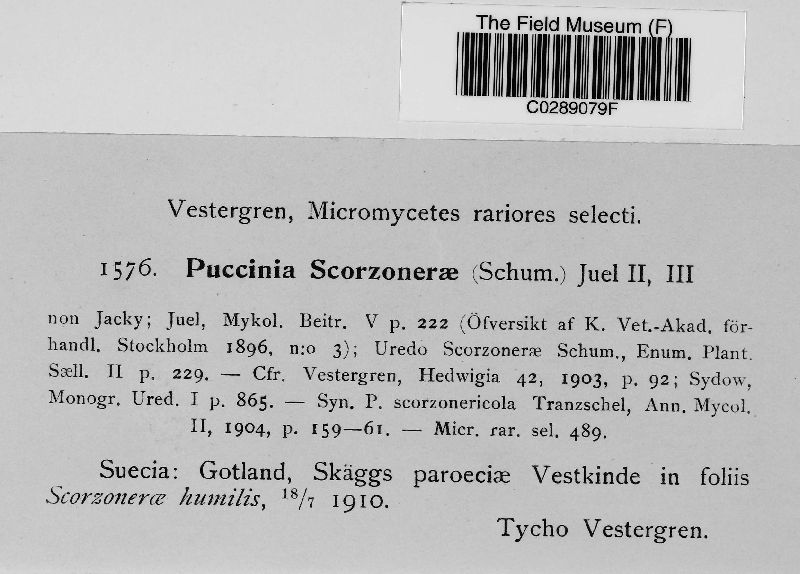 The Field Museum (F)
C0289079F
Vestergren, Micromycetes rariores selecti.
1576. Puccinia Scorzoneræ (Schum.) Juel II, III
non Jacky; Juel, Mykol. Beitr. V p. 222 (Öfversikt af K. Vet.-Akad. för-
handl. Stockholm 1896, n:o 3); Uredo Scorzoneræ Schum., Enum. Plant.
Sæll. II p. 229. — Cfr. Vestergren, Hedwigia 42, 1903, p. 92; Sydow,
Monogr. Ured. I p. 865. — Syn. P. scorzonericola Tranzschel, Ann. Mycol.
II, 1904, p. 159—61. — Micr. rar. sel. 489.
Suecia: Gotland, Skäggs paroeciæ Vestkinde in foliis
Scorzoneræ humilis, 18/7 1910.
Tycho Vestergren.